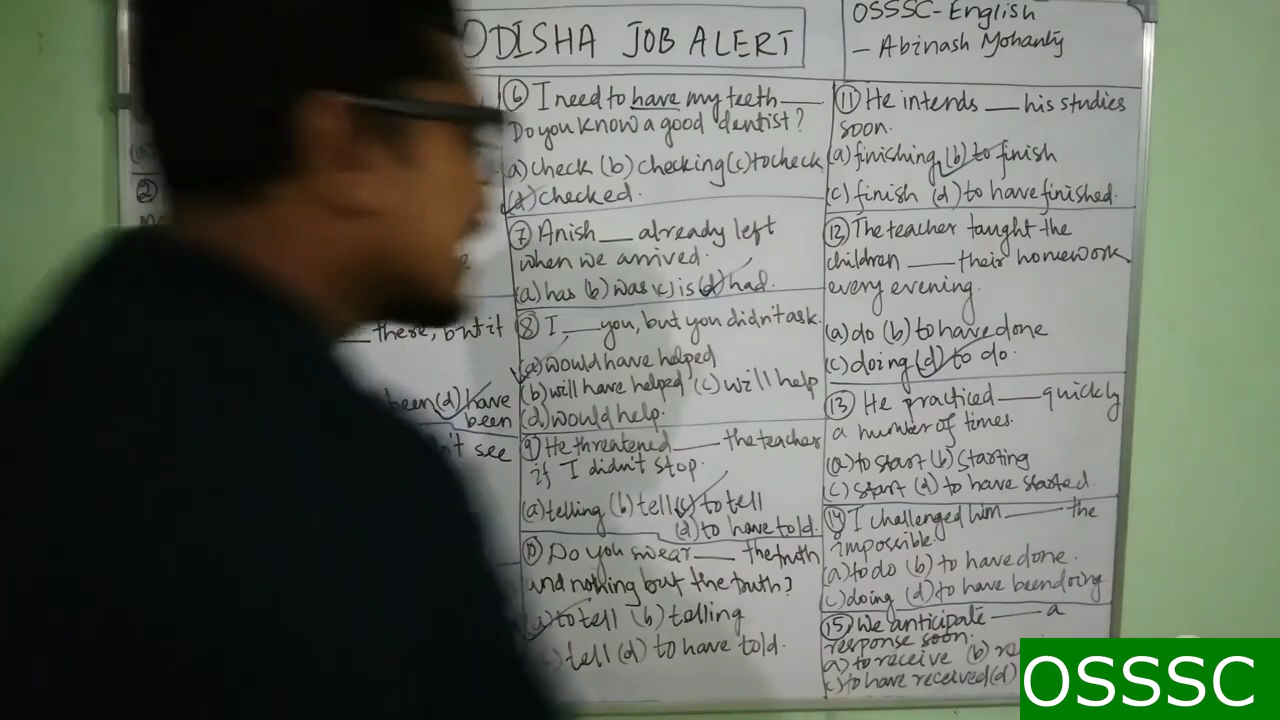 ODISHA JOB ALERT
OSSSC-English
- Abinash Mohanty
②
there, but it
been (d) have
been
't see
⑥ I need to have my teeth ___
Do you know a good dentist?
(a) check (b) checking (c) to check
(d) checked.
⑦ Anish ___ already left
when we arrived.
(a) has (b) was (c) is (d) had.
⑧ I ___ you, but you didn't ask.
(a) would have helped
(b) will have helped (c) will help
(d) would help.
⑨ He threatened ___ the teacher
if I didn't stop.
(a) telling (b) tell (c) to tell
(d) to have told.
⑩ Do you swear ___ the truth
and nothing but the truth?
(a) to tell (b) telling
(c) tell (d) to have told.
⑪ He intends ___ his studies
soon.
(a) finishing (b) to finish
(c) finish (d) to have finished.
⑫ The teacher taught the
children ___ their homework
every evening.
(a) do (b) to have done
(c) doing (d) to do.
⑬ He practiced ___ quickly
a number of times.
(a) to start (b) starting
(c) start (d) to have started.
⑭ I challenged him ___ the
impossible
(a) to do (b) to have done.
(c) doing (d) to have been doing
⑮ We anticipate ___ a
response soon.
(a) to receive (b) re
(c) to have received (d)
OSSSC